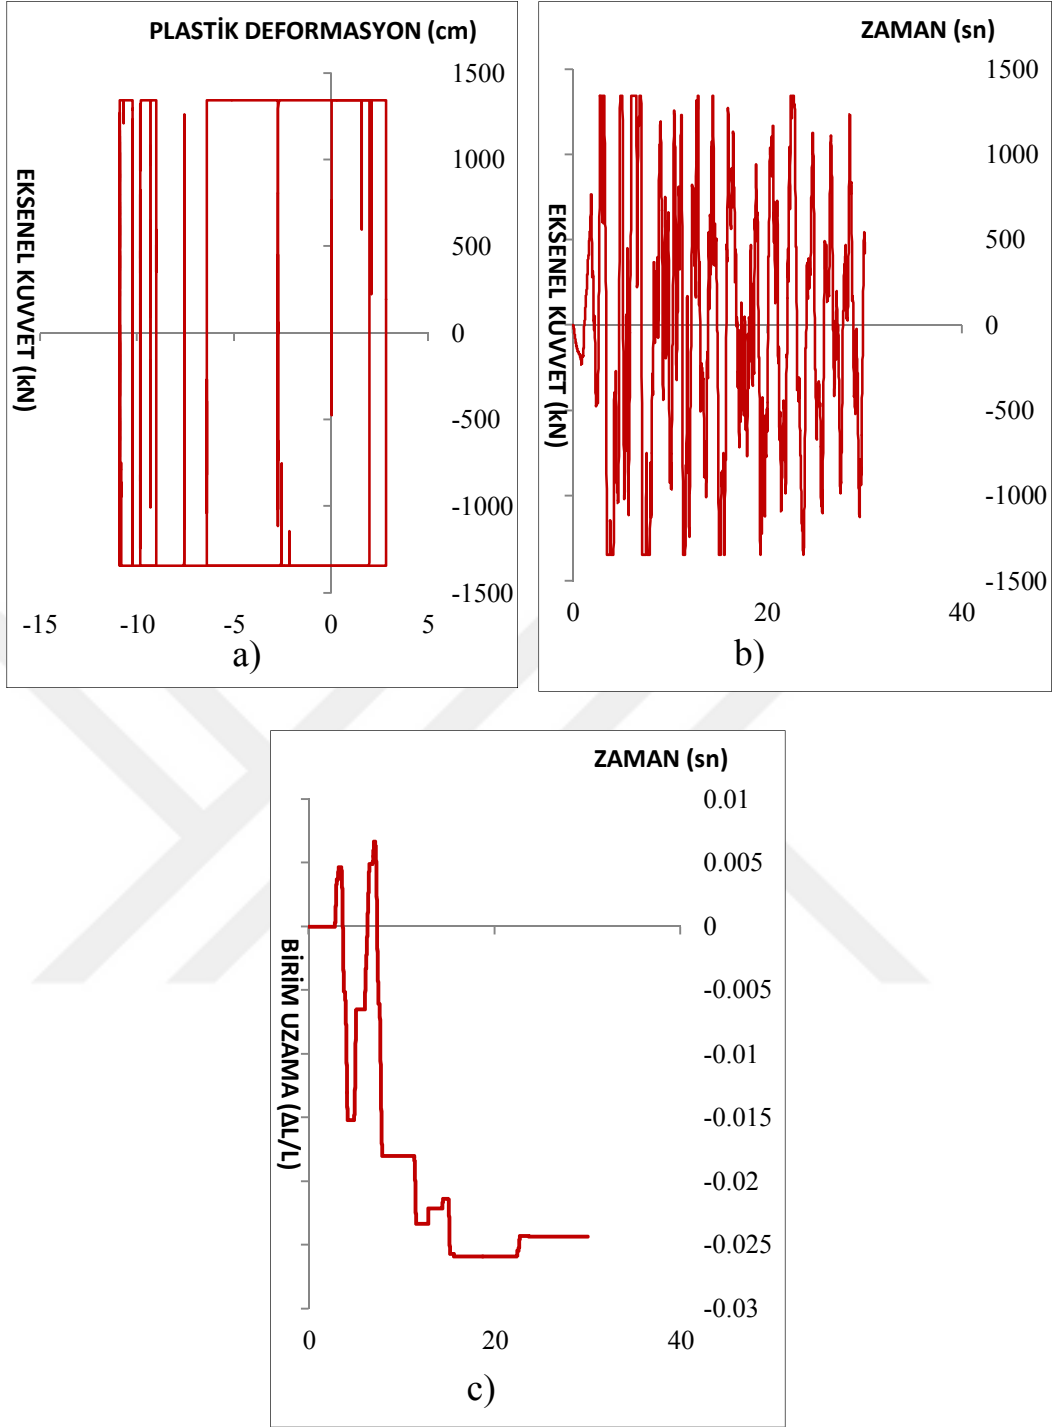 PLASTİK DEFORMASYON (cm)
1500
1000
500
0
-500
-1000
-1500
EKSENEL KUVVET (kN)
-15 -10 -5 0 5
a)
ZAMAN (sn)
1500
1000
500
0
-500
-1000
-1500
EKSENEL KUVVET (kN)
0 20 40
b)
ZAMAN (sn)
0.01
0.005
0
-0.005
-0.01
-0.015
-0.02
-0.025
-0.03
BİRİM UZAMA (ΔL/L)
0 20 40
c)